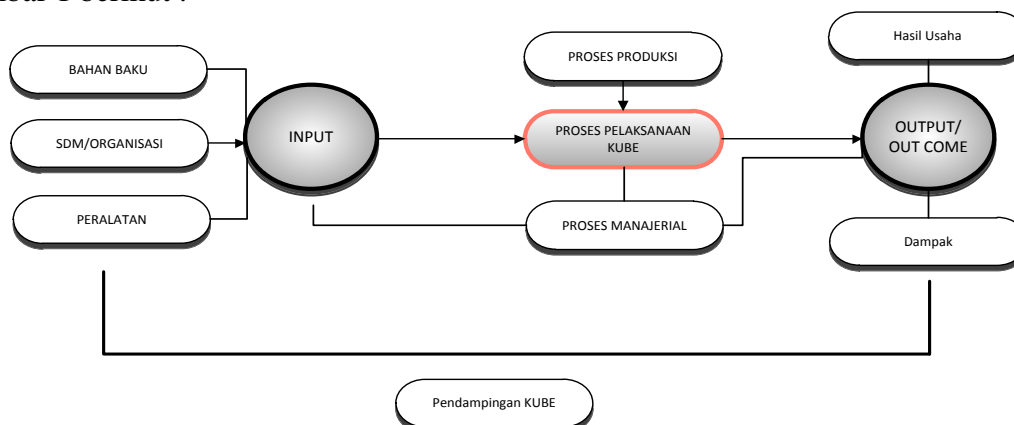 BAHAN BAKU
SDM/ORGANISASI
PERALATAN
INPUT
PROSES PRODUKSI
PROSES PELAKSANAAN
KUBE
PROSES MANAJERIAL
Hasil Usaha
OUTPUT/
OUT COME
Dampak
Pendampingan KUBE